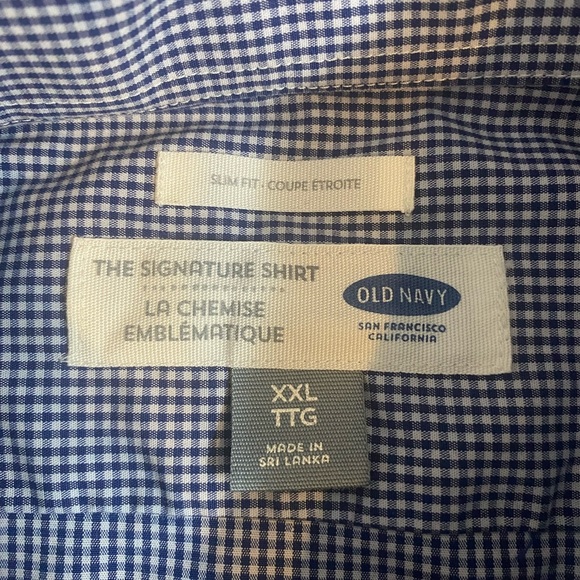 SLIM FIT · COUPE ÉTROITE
THE SIGNATURE SHIRT
LA CHEMISE
EMBLÉMATIQUE
OLD NAVY
SAN FRANCISCO
CALIFORNIA
XXL
TTG
MADE IN
SRI LANKA